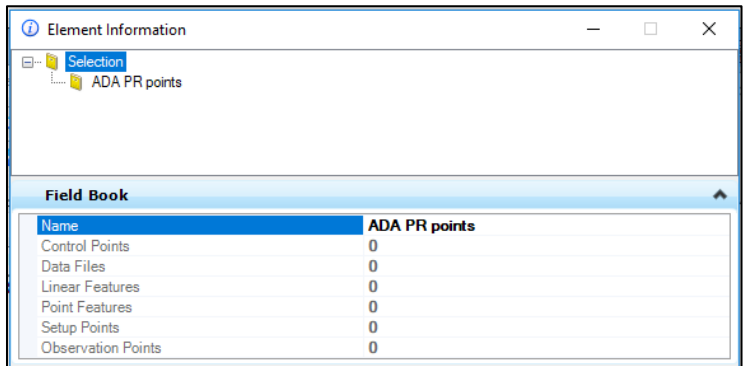 Element Information
Selection
ADA PR points
Field Book
Name ADA PR points
Control Points 0
Data Files 0
Linear Features 0
Point Features 0
Setup Points 0
Observation Points 0